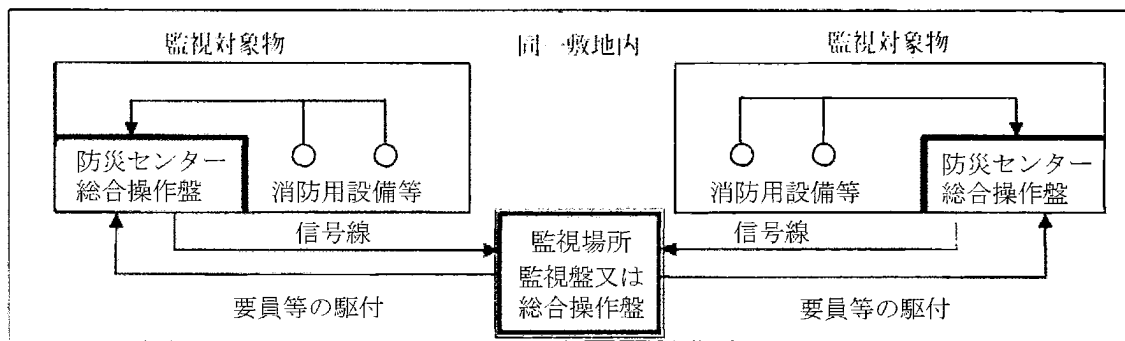 監視対象物
同一敷地内
監視対象物
防災センター
総合操作盤
消防用設備等
消防用設備等
防災センター
総合操作盤
信号線
監視場所
監視盤又は
総合操作盤
信号線
要員等の駆付
要員等の駆付